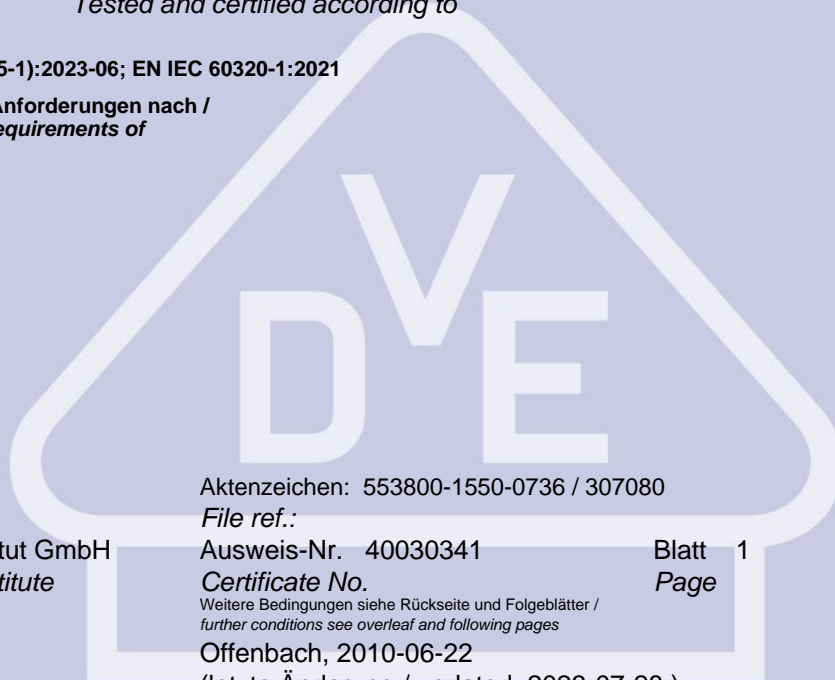 Tested and certified according to
5-1):2023-06; EN IEC 60320-1:2021
Anforderungen nach /
equirements of
VDE
Aktenzeichen: 553800-1550-0736 / 307080
File ref.:
tut GmbH Ausweis-Nr. 40030341 Blatt 1
titute Certificate No. Page
Weitere Bedingungen siehe Rückseite und Folgeblätter /
further conditions see overleaf and following pages
Offenbach, 2010-06-22